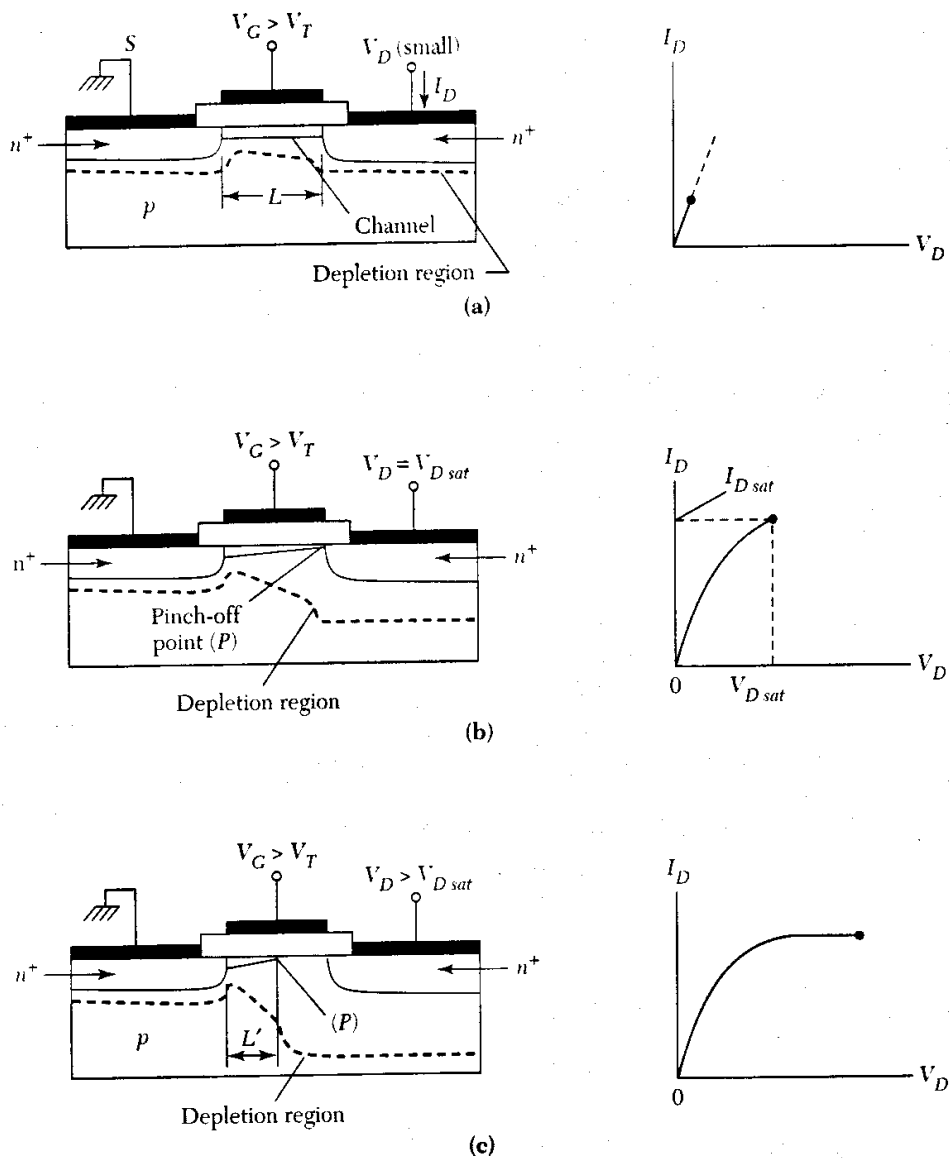 V_G > V_T
S
V_D (small)
I_D
n+
n+
L
p
Channel
Depletion region
I_D
V_D
(a)
V_G > V_T
V_D = V_D sat
n+
n+
Pinch-off
point (P)
Depletion region
I_D
I_D sat
0
V_D sat
V_D
(b)
V_G > V_T
V_D > V_D sat
n+
n+
(P)
p
L′
Depletion region
I_D
0
V_D
(c)